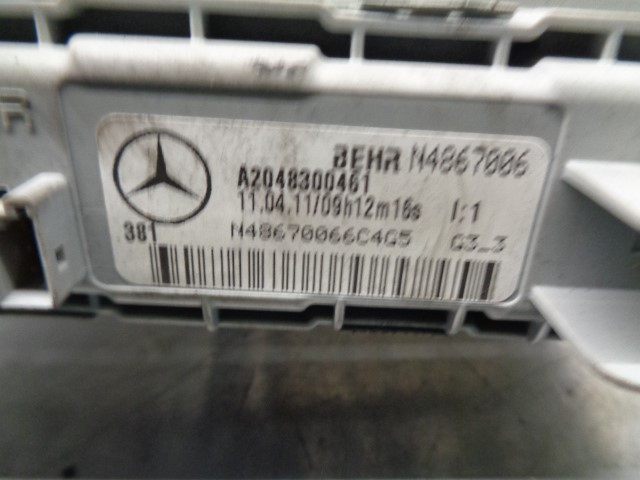 BEHR N4867006
A2048300461
11.04.11/09h12m16s I:1
381
N48670066C4G5 G3_3